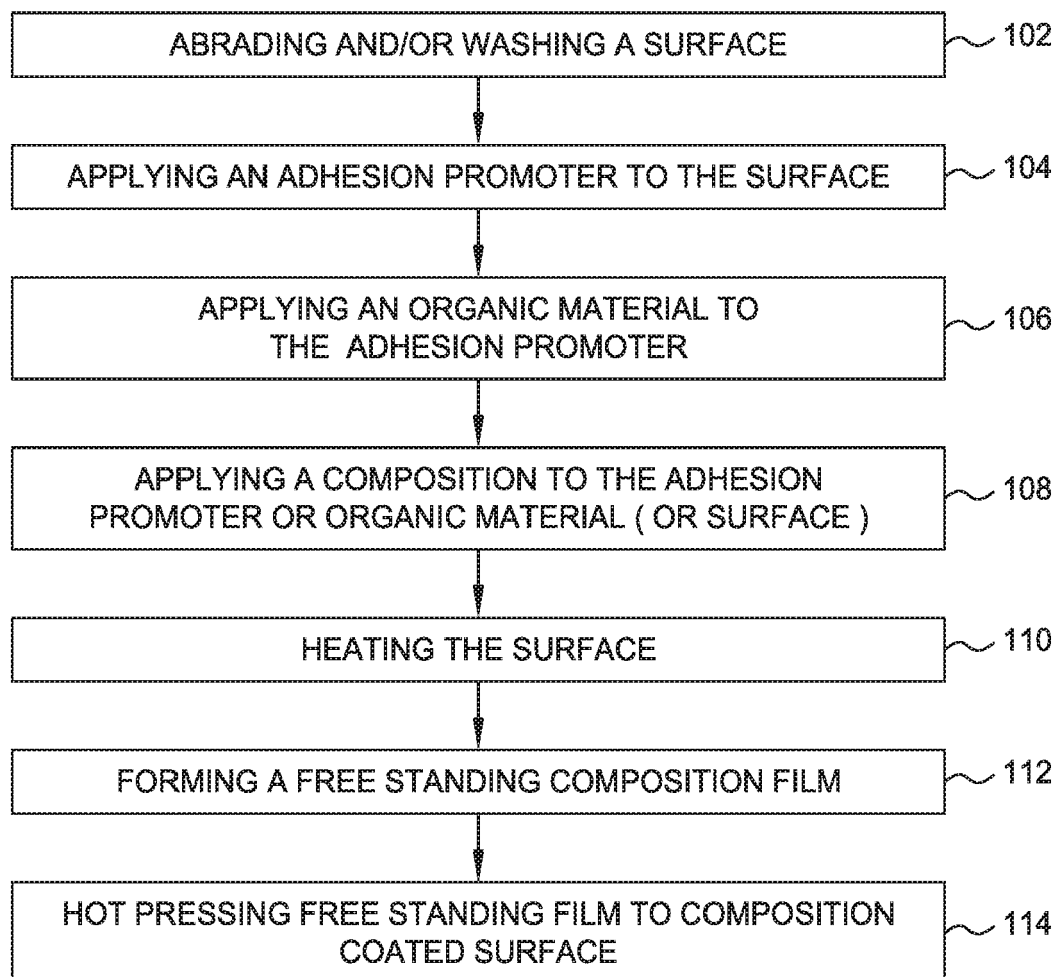 ABRADING AND/OR WASHING A SURFACE
102
APPLYING AN ADHESION PROMOTER TO THE SURFACE
104
APPLYING AN ORGANIC MATERIAL TO
THE ADHESION PROMOTER
106
APPLYING A COMPOSITION TO THE ADHESION
PROMOTER OR ORGANIC MATERIAL ( OR SURFACE )
108
HEATING THE SURFACE
110
FORMING A FREE STANDING COMPOSITION FILM
112
HOT PRESSING FREE STANDING FILM TO COMPOSITION
COATED SURFACE
114